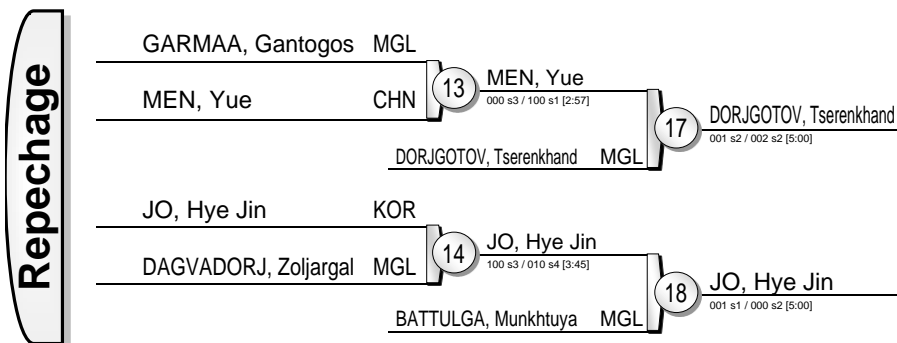 Repechage
GARMAA, Gantogos MGL
MEN, Yue CHN
13
MEN, Yue
000 s3 / 100 s1 [2:57]
DORJGOTOV, Tserenkhand MGL
17
DORJGOTOV, Tserenkhand
001 s2 / 002 s2 [5:00]
JO, Hye Jin KOR
DAGVADORJ, Zoljargal MGL
14
JO, Hye Jin
100 s3 / 010 s4 [3:45]
BATTULGA, Munkhtuya MGL
18
JO, Hye Jin
001 s1 / 000 s2 [5:00]